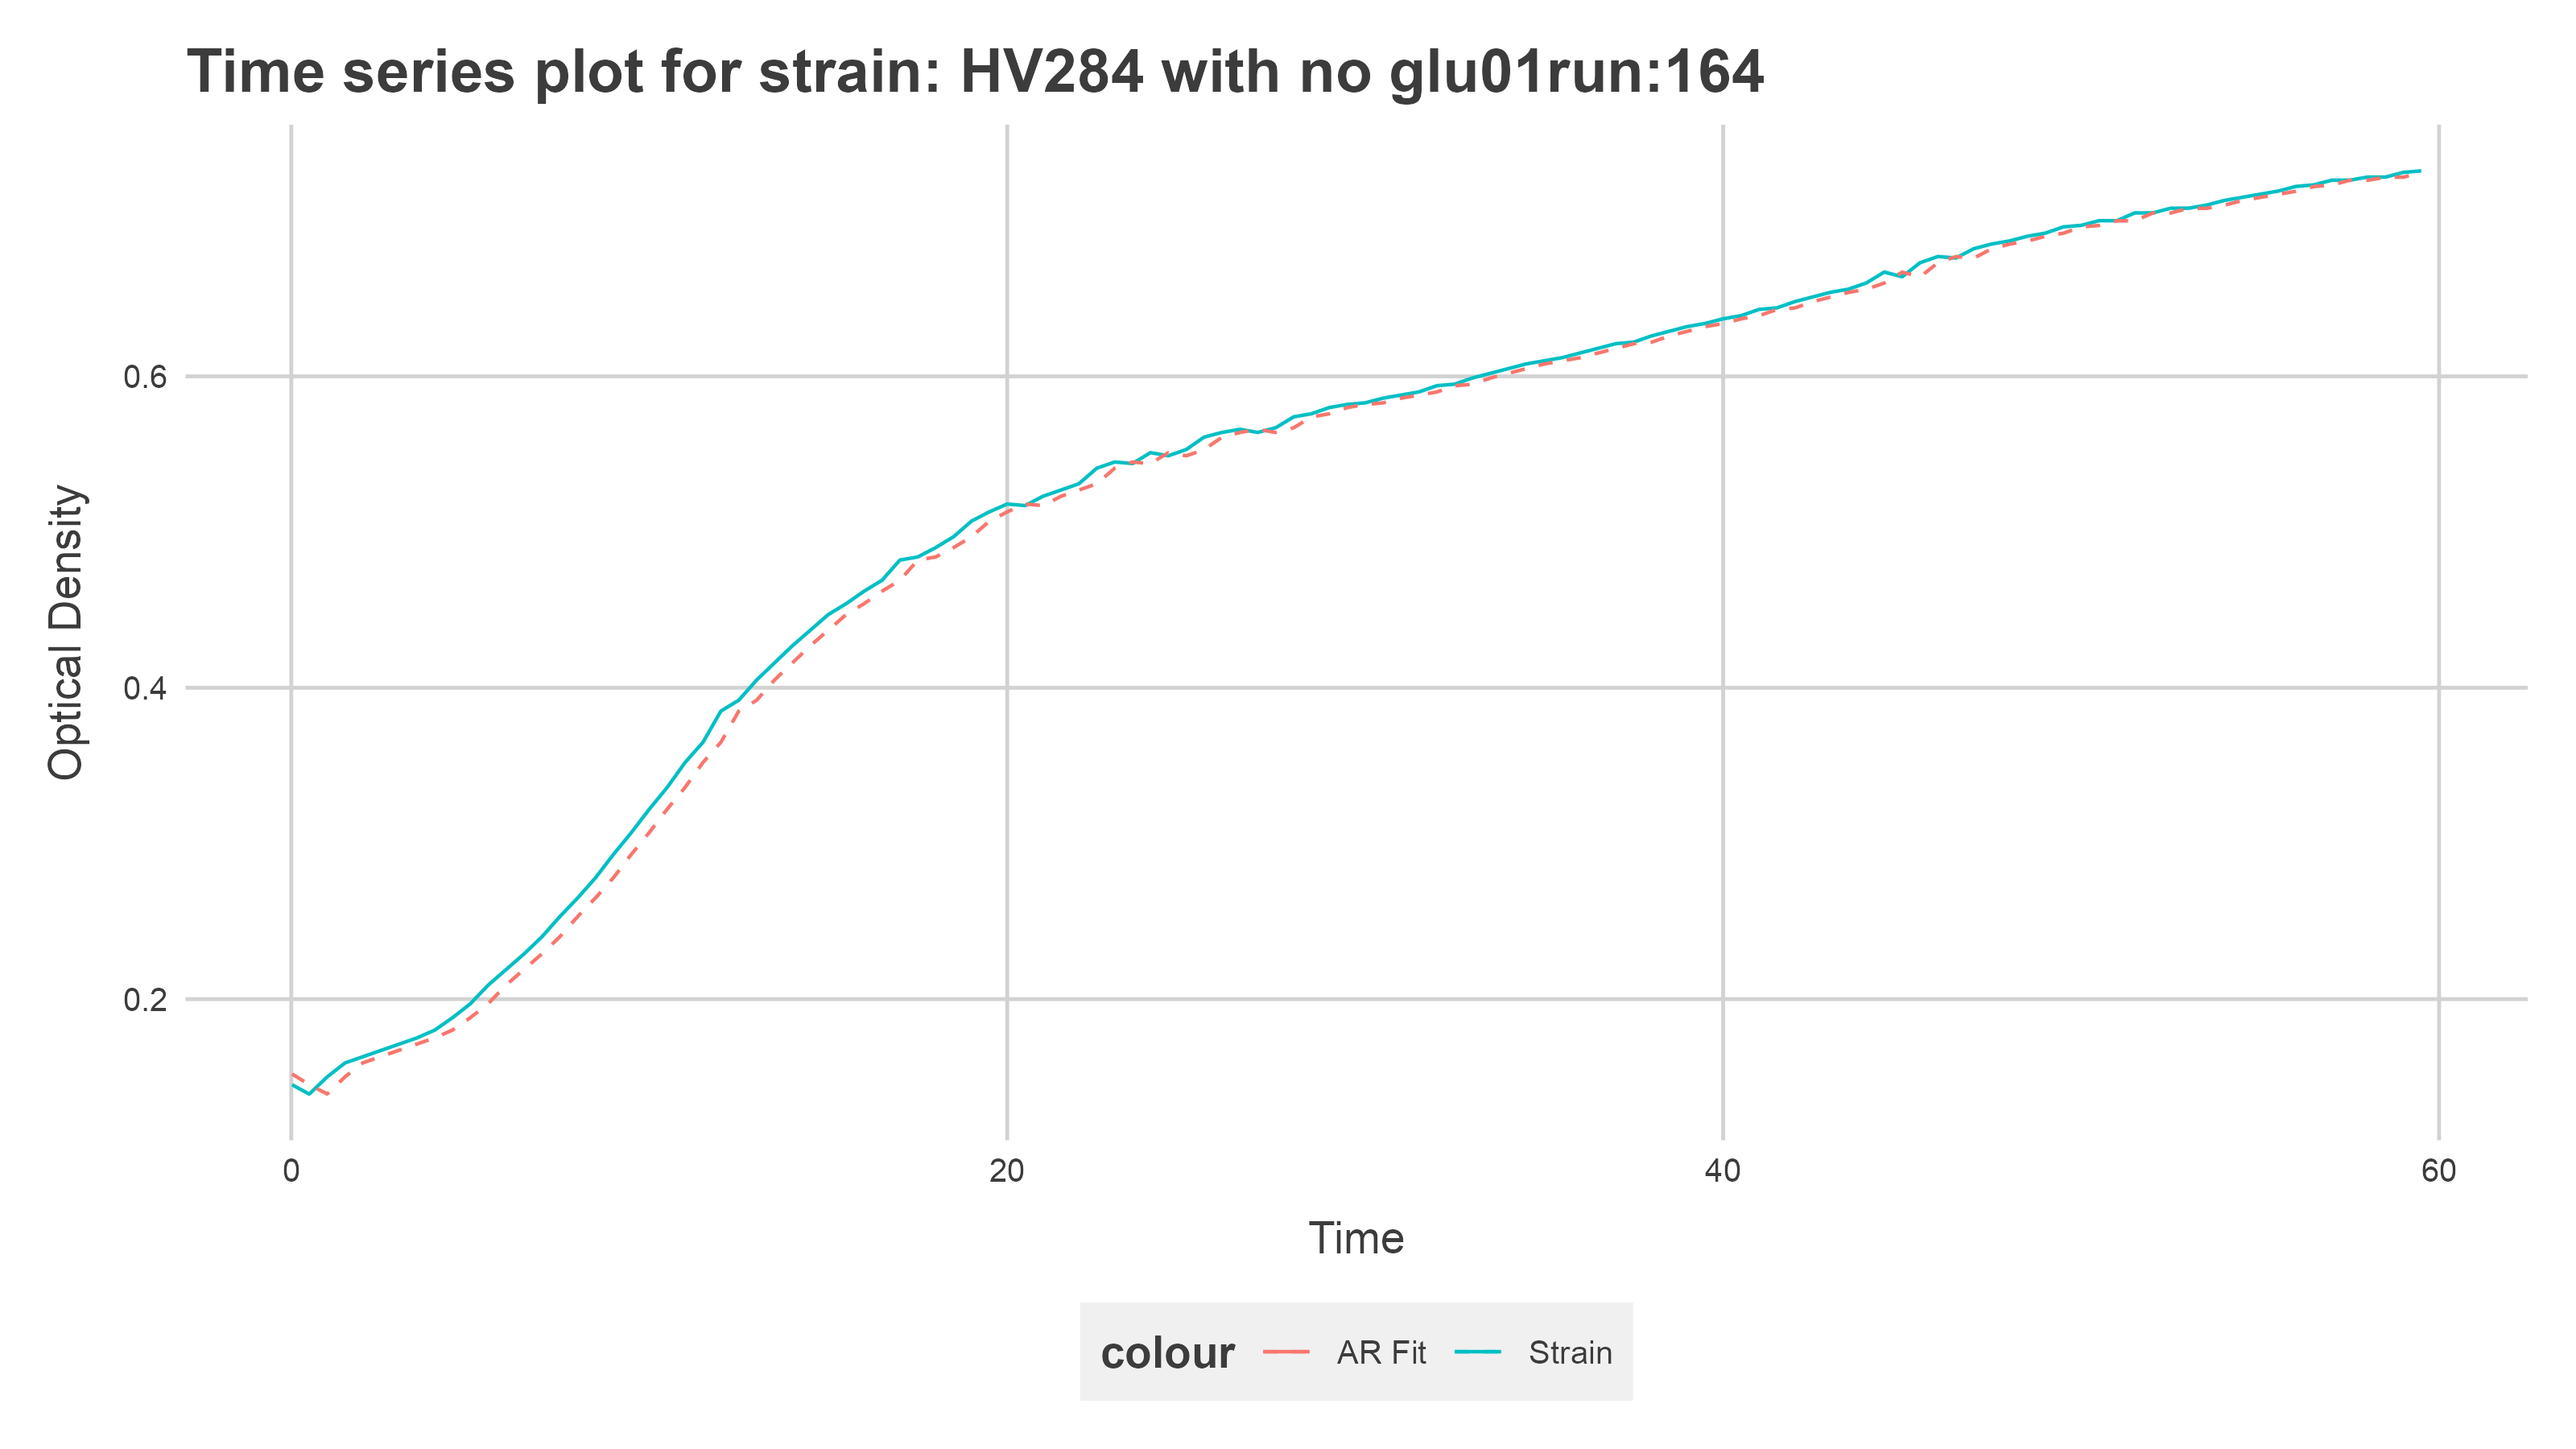 Time series plot for strain: HV284 with no glu01run:164
Optical Density
0.6
0.4
0.2
0 20 40 60
Time
colour AR Fit Strain